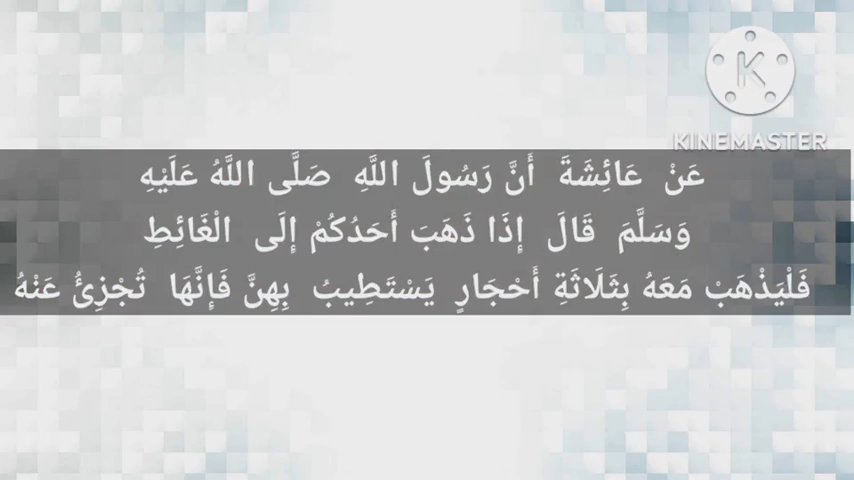 KINEMASTER
عَنْ عَائِشَةَ أَنَّ رَسُولَ اللَّهِ صَلَّى اللَّهُ عَلَيْهِ
وَسَلَّمَ قَالَ إِذَا ذَهَبَ أَحَدُكُمْ إِلَى الْغَائِطِ
فَلْيَذْهَبْ مَعَهُ بِثَلَاثَةِ أَحْجَارٍ يَسْتَطِيبُ بِهِنَّ فَإِنَّهَا تُجْزِئُ عَنْهُ